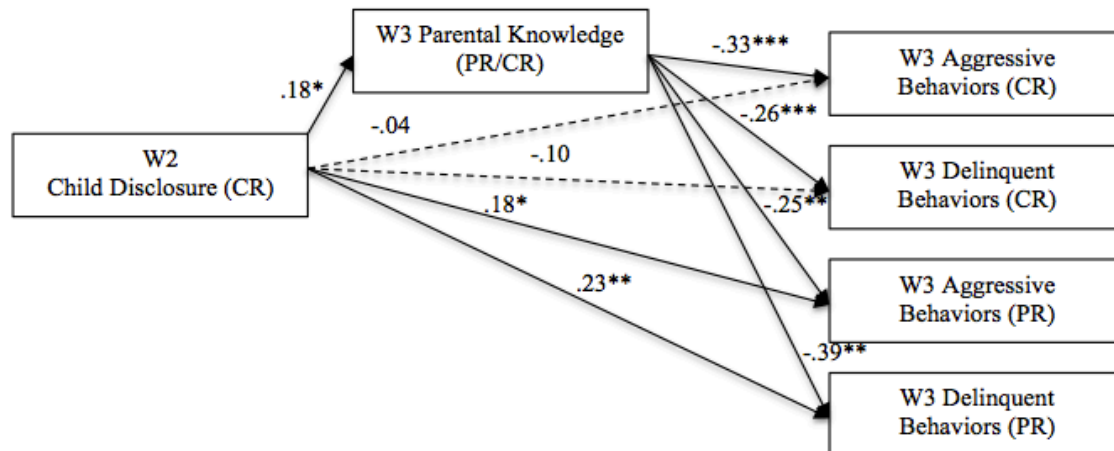 W3 Parental Knowledge
(PR/CR)
-.33***
W3 Aggressive
Behaviors (CR)
.18*
-.26***
-.04
W2
Child Disclosure (CR)
-.10
W3 Delinquent
Behaviors (CR)
.18*
-.25**
.23**
W3 Aggressive
Behaviors (PR)
-.39**
W3 Delinquent
Behaviors (PR)